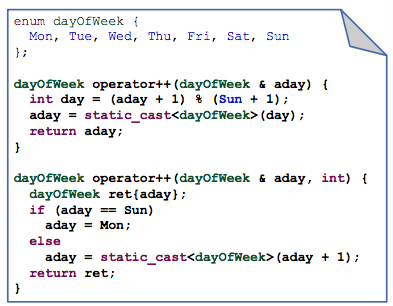 enum dayOfWeek {
  Mon, Tue, Wed, Thu, Fri, Sat, Sun
};

dayOfWeek operator++(dayOfWeek & aday) {
  int day = (aday + 1) % (Sun + 1);
  aday = static_cast<dayOfWeek>(day);
  return aday;
}

dayOfWeek operator++(dayOfWeek & aday, int) {
  dayOfWeek ret{aday};
  if (aday == Sun)
    aday = Mon;
  else
    aday = static_cast<dayOfWeek>(aday + 1);
  return ret;
}